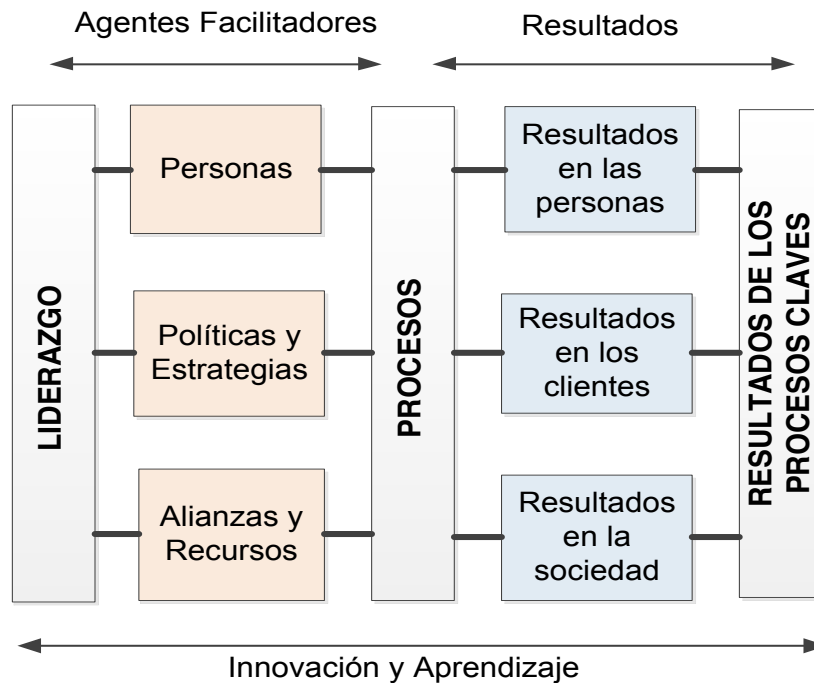 Agentes Facilitadores
Resultados
LIDERAZGO
Personas
Políticas y
Estrategias
Alianzas y
Recursos
PROCESOS
Resultados
en las
personas
Resultados
en los
clientes
Resultados
en la
sociedad
RESULTADOS DE LOS
PROCESOS CLAVES
Innovación y Aprendizaje